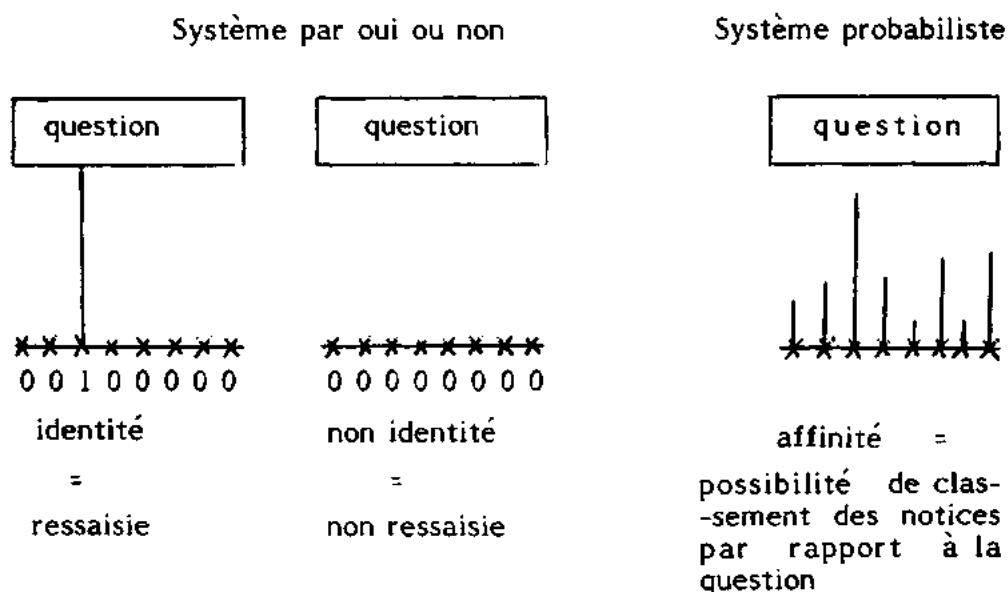 Système par oui ou non
Système probabiliste
question
question
question
0 0 1 0 0 0 0 0
0 0 0 0 0 0 0 0
identité
=
ressaisie
non identité
=
non ressaisie
affinité =
possibilité de clas-
-sement des notices
par rapport à la
question